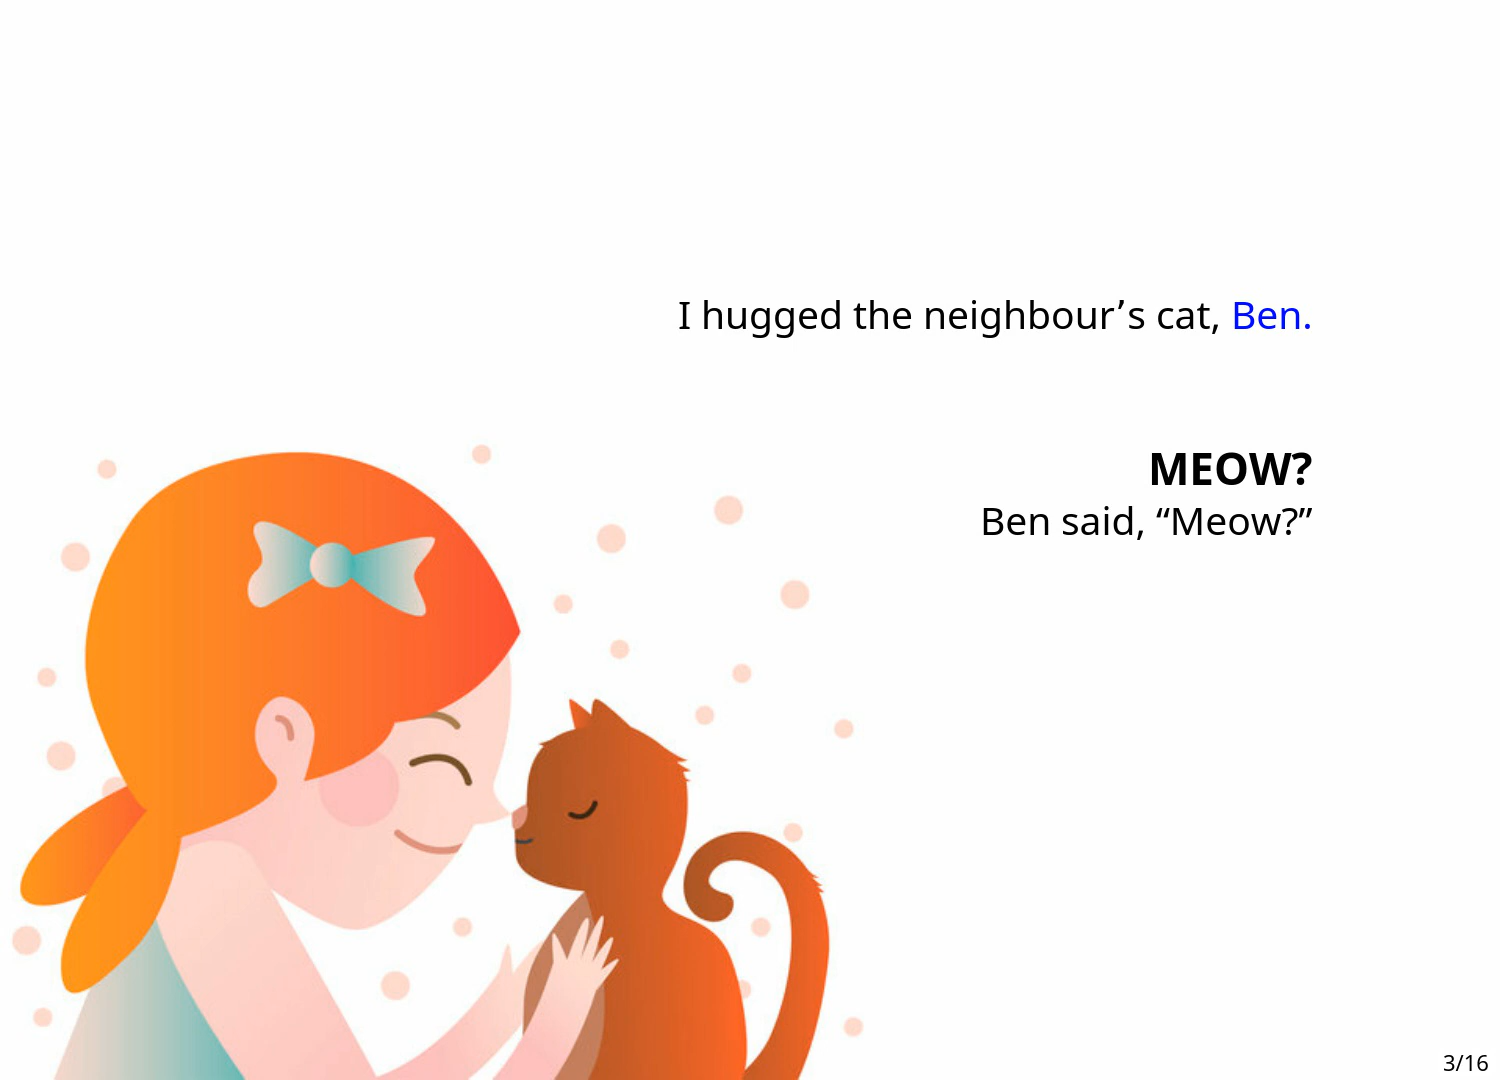 I hugged the neighbour’s cat, Ben.
MEOW?
Ben said, “Meow?”
3/16